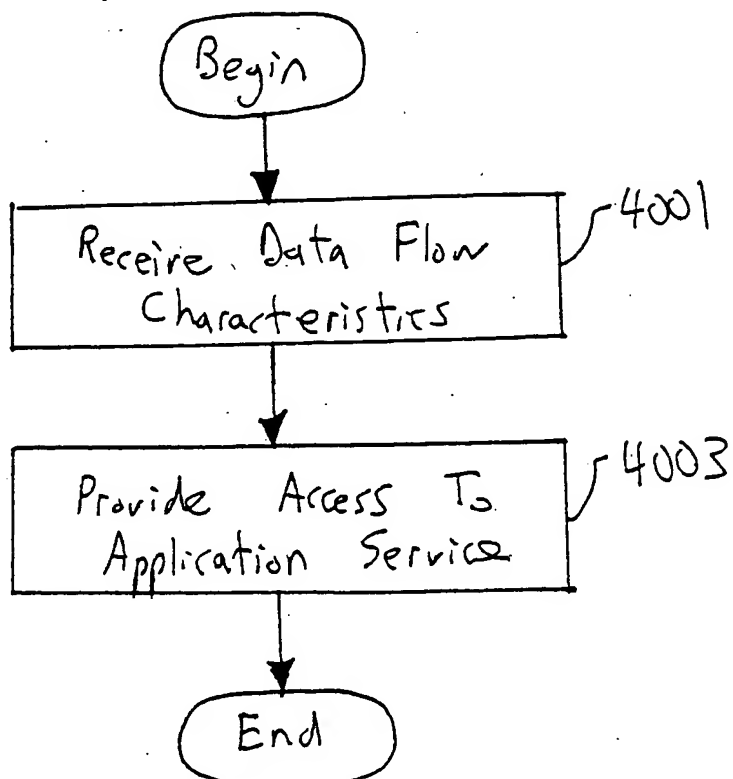 Begin
Receive Data Flow
Characteristics
4001
Provide Access To
Application Service
4003
End